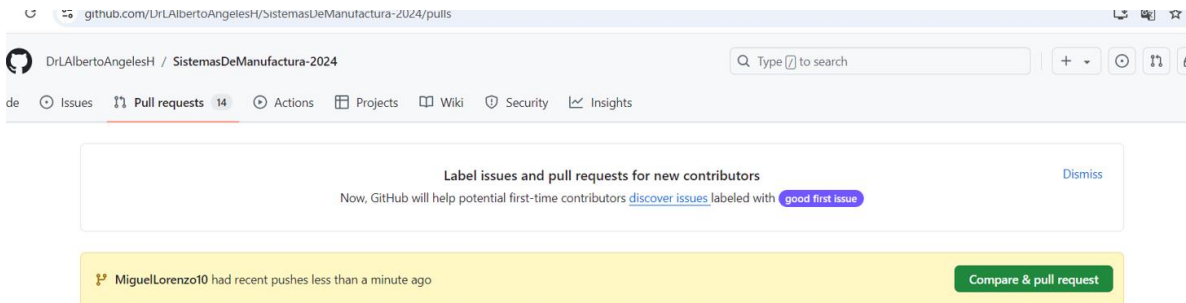 github.com/DrLAlbertoAngelesH/SistemasDeManufactura-2024/pulls
DrLAlbertoAngelesH / SistemasDeManufactura-2024
Type / to search
de Issues Pull requests 14 Actions Projects Wiki Security Insights
Label issues and pull requests for new contributors
Dismiss
Now, GitHub will help potential first-time contributors discover issues labeled with good first issue
MiguelLorenzo10 had recent pushes less than a minute ago
Compare & pull request